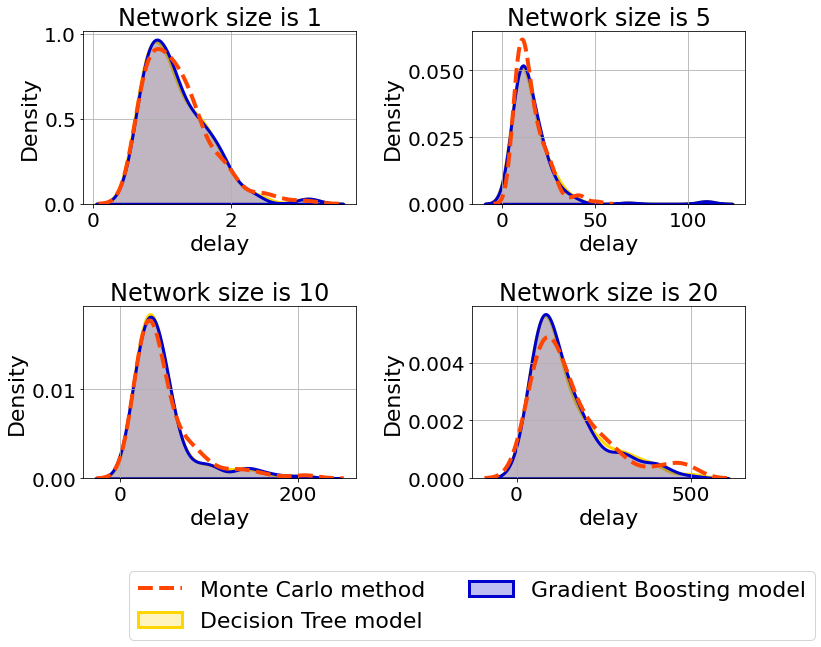 Network size is 1
Density
1.0
0.5
0.0
0
2
delay
Network size is 5
Density
0.050
0.025
0.000
0
50
100
delay
Network size is 10
Density
0.01
0.00
0
200
delay
Network size is 20
Density
0.004
0.002
0.000
0
500
delay
Monte Carlo method
Decision Tree model
Gradient Boosting model